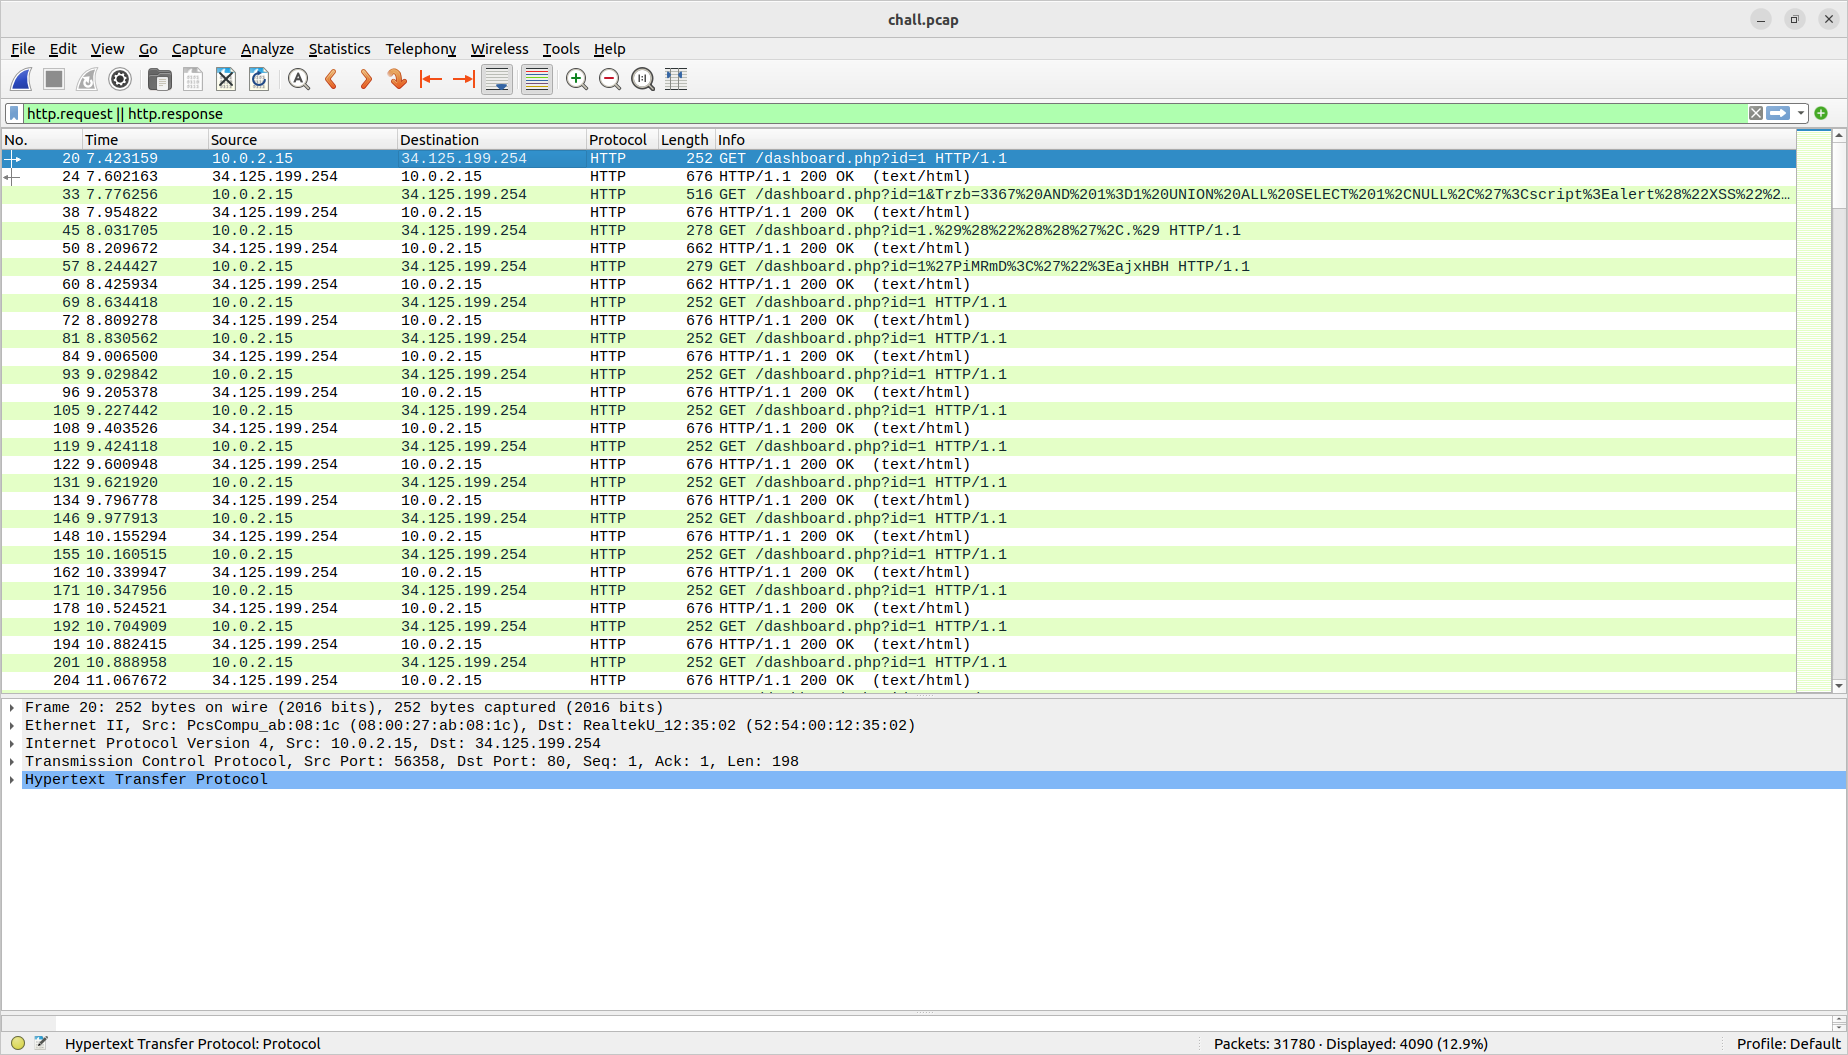 chall.pcap
File Edit View Go Capture Analyze Statistics Telephony Wireless Tools Help
http.request || http.response
No. Time Source Destination Protocol Length Info
20 7.423159 10.0.2.15 34.125.199.254 HTTP 252 GET /dashboard.php?id=1 HTTP/1.1
24 7.602163 34.125.199.254 10.0.2.15 HTTP 676 HTTP/1.1 200 OK (text/html)
33 7.776256 10.0.2.15 34.125.199.254 HTTP 516 GET /dashboard.php?id=1&Trzb=3367%20AND%201%3D1%20UNION%20ALL%20SELECT%201%2CNULL%2C%27%3Cscript%3Ealert%28%22XSS%22%2…
38 7.954822 34.125.199.254 10.0.2.15 HTTP 676 HTTP/1.1 200 OK (text/html)
45 8.031705 10.0.2.15 34.125.199.254 HTTP 278 GET /dashboard.php?id=1.%29%28%22%28%28%27%2C.%29 HTTP/1.1
50 8.209672 34.125.199.254 10.0.2.15 HTTP 662 HTTP/1.1 200 OK (text/html)
57 8.244427 10.0.2.15 34.125.199.254 HTTP 279 GET /dashboard.php?id=1%27PiMRmD%3C%27%22%3EajxHBH HTTP/1.1
60 8.425934 34.125.199.254 10.0.2.15 HTTP 662 HTTP/1.1 200 OK (text/html)
69 8.634418 10.0.2.15 34.125.199.254 HTTP 252 GET /dashboard.php?id=1 HTTP/1.1
72 8.809278 34.125.199.254 10.0.2.15 HTTP 676 HTTP/1.1 200 OK (text/html)
81 8.830562 10.0.2.15 34.125.199.254 HTTP 252 GET /dashboard.php?id=1 HTTP/1.1
84 9.006500 34.125.199.254 10.0.2.15 HTTP 676 HTTP/1.1 200 OK (text/html)
93 9.029842 10.0.2.15 34.125.199.254 HTTP 252 GET /dashboard.php?id=1 HTTP/1.1
96 9.205378 34.125.199.254 10.0.2.15 HTTP 676 HTTP/1.1 200 OK (text/html)
105 9.227442 10.0.2.15 34.125.199.254 HTTP 252 GET /dashboard.php?id=1 HTTP/1.1
108 9.403526 34.125.199.254 10.0.2.15 HTTP 676 HTTP/1.1 200 OK (text/html)
119 9.424118 10.0.2.15 34.125.199.254 HTTP 252 GET /dashboard.php?id=1 HTTP/1.1
122 9.600948 34.125.199.254 10.0.2.15 HTTP 676 HTTP/1.1 200 OK (text/html)
131 9.621920 10.0.2.15 34.125.199.254 HTTP 252 GET /dashboard.php?id=1 HTTP/1.1
134 9.796778 34.125.199.254 10.0.2.15 HTTP 676 HTTP/1.1 200 OK (text/html)
146 9.977913 10.0.2.15 34.125.199.254 HTTP 252 GET /dashboard.php?id=1 HTTP/1.1
148 10.155294 34.125.199.254 10.0.2.15 HTTP 676 HTTP/1.1 200 OK (text/html)
155 10.160515 10.0.2.15 34.125.199.254 HTTP 252 GET /dashboard.php?id=1 HTTP/1.1
162 10.339947 34.125.199.254 10.0.2.15 HTTP 676 HTTP/1.1 200 OK (text/html)
171 10.347956 10.0.2.15 34.125.199.254 HTTP 252 GET /dashboard.php?id=1 HTTP/1.1
178 10.524521 34.125.199.254 10.0.2.15 HTTP 676 HTTP/1.1 200 OK (text/html)
192 10.704909 10.0.2.15 34.125.199.254 HTTP 252 GET /dashboard.php?id=1 HTTP/1.1
194 10.882415 34.125.199.254 10.0.2.15 HTTP 676 HTTP/1.1 200 OK (text/html)
201 10.888958 10.0.2.15 34.125.199.254 HTTP 252 GET /dashboard.php?id=1 HTTP/1.1
204 11.067672 34.125.199.254 10.0.2.15 HTTP 676 HTTP/1.1 200 OK (text/html)
Frame 20: 252 bytes on wire (2016 bits), 252 bytes captured (2016 bits)
Ethernet II, Src: PcsCompu_ab:08:1c (08:00:27:ab:08:1c), Dst: RealtekU_12:35:02 (52:54:00:12:35:02)
Internet Protocol Version 4, Src: 10.0.2.15, Dst: 34.125.199.254
Transmission Control Protocol, Src Port: 56358, Dst Port: 80, Seq: 1, Ack: 1, Len: 198
Hypertext Transfer Protocol
Hypertext Transfer Protocol: Protocol
Packets: 31780 · Displayed: 4090 (12.9%)
Profile: Default